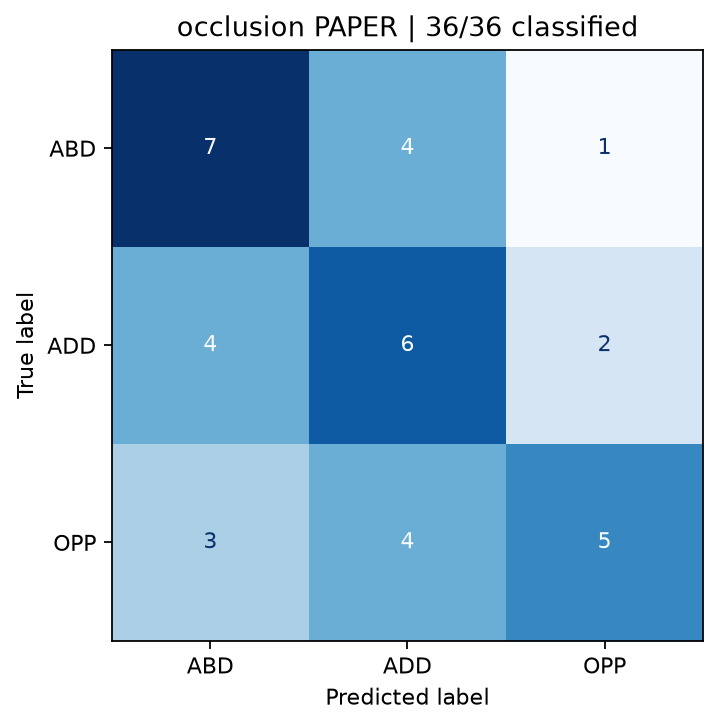 occlusion PAPER | 36/36 classified
True label
ABD
7
4
1
ADD
4
6
2
OPP
3
4
5
ABD
ADD
OPP
Predicted label